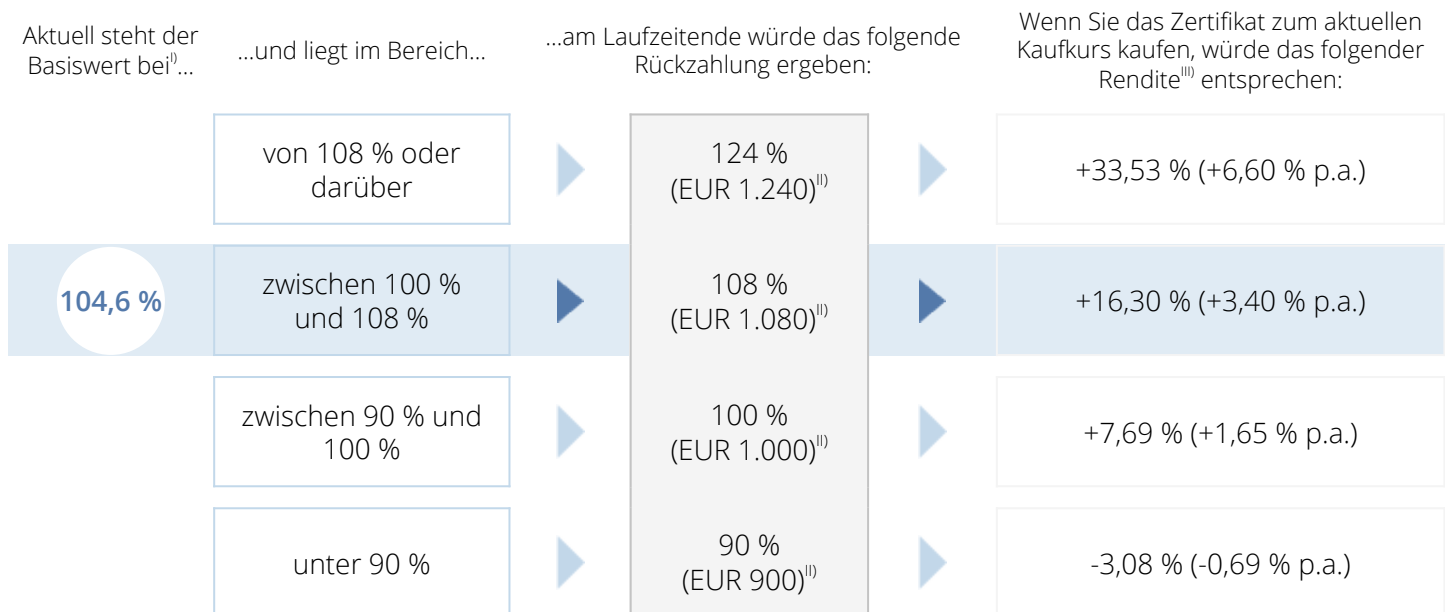 Aktuell steht der
Basiswert bei^I)...
...und liegt im Bereich...
...am Laufzeitende würde das folgende
Rückzahlung ergeben:
Wenn Sie das Zertifikat zum aktuellen
Kaufkurs kaufen, würde das folgender
Rendite^III) entsprechen:
von 108 % oder
darüber
124 %
(EUR 1.240)^II)
+33,53 % (+6,60 % p.a.)
104,6 %
zwischen 100 %
und 108 %
108 %
(EUR 1.080)^II)
+16,30 % (+3,40 % p.a.)
zwischen 90 % und
100 %
100 %
(EUR 1.000)^II)
+7,69 % (+1,65 % p.a.)
unter 90 %
90 %
(EUR 900)^II)
-3,08 % (-0,69 % p.a.)